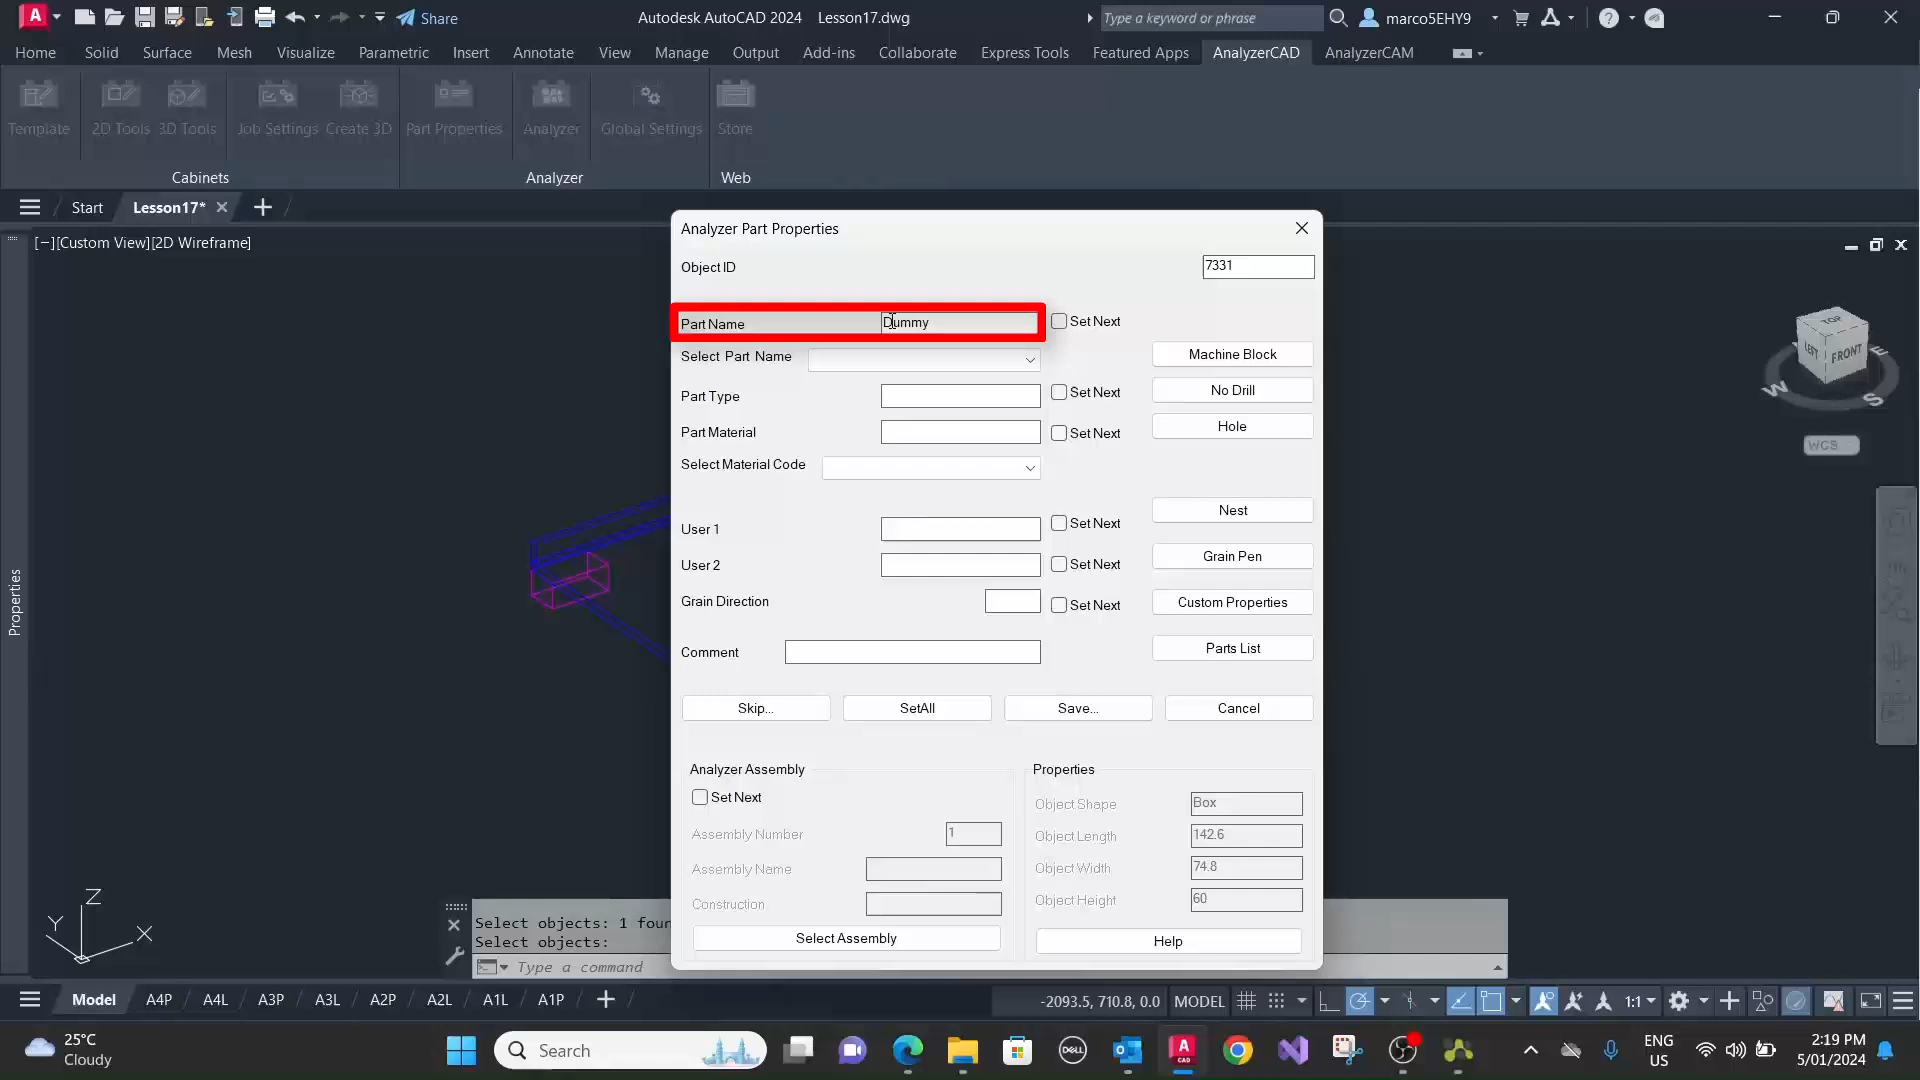 Share
Autodesk AutoCAD 2024 Lesson17.dwg
Type a keyword or phrase
marco5EHY9
Home Solid Surface Mesh Visualize Parametric Insert Annotate View Manage Output Add-ins Collaborate Express Tools Featured Apps AnalyzerCAD AnalyzerCAM
Template 2D Tools 3D Tools Job Settings Create 3D Part Properties Analyzer Global Settings Store
Cabinets Analyzer Web
Start Lesson17*
[−][Custom View][2D Wireframe]
Properties
TOP
LEFT FRONT
W S E
WCS
Analyzer Part Properties
Object ID 7331
Part Name Dummy Set Next
Select Part Name Machine Block
Part Type Set Next No Drill
Part Material Set Next Hole
Select Material Code
User 1 Set Next Nest
User 2 Set Next Grain Pen
Grain Direction Set Next Custom Properties
Comment Parts List
Skip... SetAll Save... Cancel
Analyzer Assembly
Set Next
Assembly Number 1
Assembly Name
Construction
Select Assembly
Properties
Object Shape Box
Object Length 142.6
Object Width 74.8
Object Height 60
Help
Z
Y X
Select objects: 1 foun
Select objects:
Type a command
Model A4P A4L A3P A3L A2P A2L A1L A1P
-2093.5, 710.8, 0.0 MODEL 1:1
25°C
Cloudy
Search
DELL
A
CAD
ENG
US
2:19 PM
5/01/2024